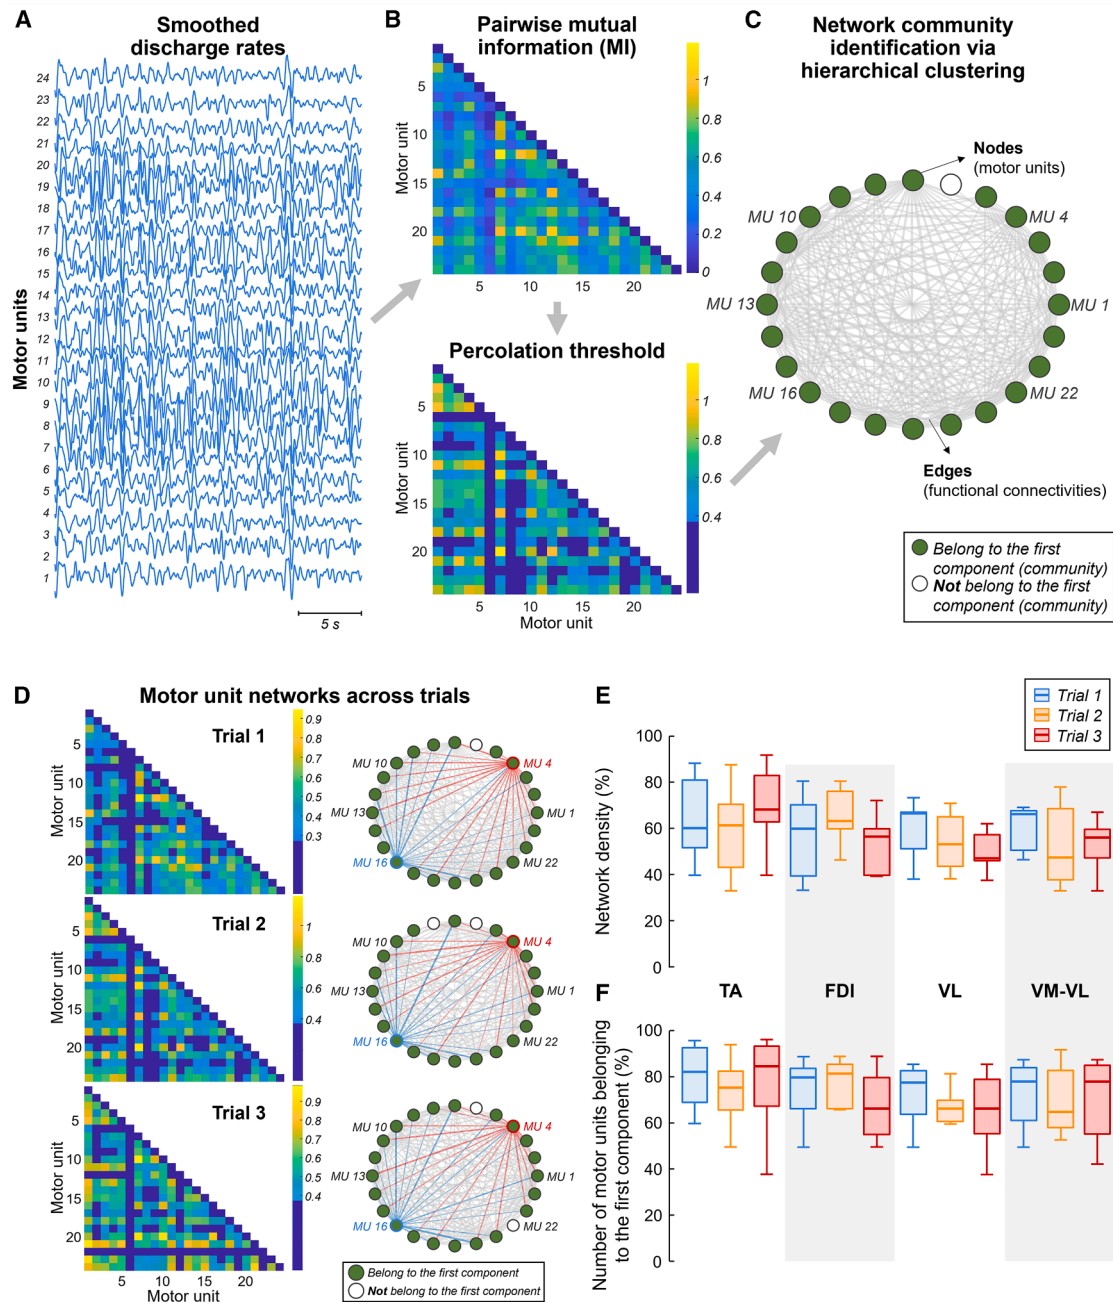 A
Smoothed
discharge rates
Motor units
24
23
22
21
20
19
18
17
16
15
14
13
12
11
10
9
8
7
6
5
4
3
2
1
5 s
B
Pairwise mutual
information (MI)
Motor unit
5
10
15
20
5
15
20
1
0.8
0.6
0.4
0.2
0
Percolation threshold
Motor unit
5
10
15
20
5
10
15
20
Motor unit
1
0.8
0.6
0.4
C
Network community
identification via
hierarchical clustering
Nodes
(motor units)
MU 10
MU 4
MU 13
MU 1
MU 16
MU 22
Edges
(functional connectivities)
Belong to the first
component (community)
Not belong to the first
component (community)
D
Motor unit networks across trials
Trial 1
Motor unit
5
10
15
20
0.9
0.8
0.7
0.6
0.5
0.4
0.3
MU 10
MU 4
MU 13
MU 1
MU 16
MU 22
Trial 2
Motor unit
5
10
15
20
1
0.8
0.6
0.4
MU 10
MU 4
MU 13
MU 1
MU 16
MU 22
Trial 3
Motor unit
5
10
15
20
5
10
15
20
Motor unit
0.9
0.8
0.7
0.6
0.5
0.4
MU 10
MU 4
MU 13
MU 1
MU 16
MU 22
Belong to the first component
Not belong to the first component
E
Trial 1
Trial 2
Trial 3
Network density (%)
100
80
60
40
20
0
TA
FDI
VL
VM-VL
F
Number of motor units belonging
to the first component (%)
100
80
60
40
20
0